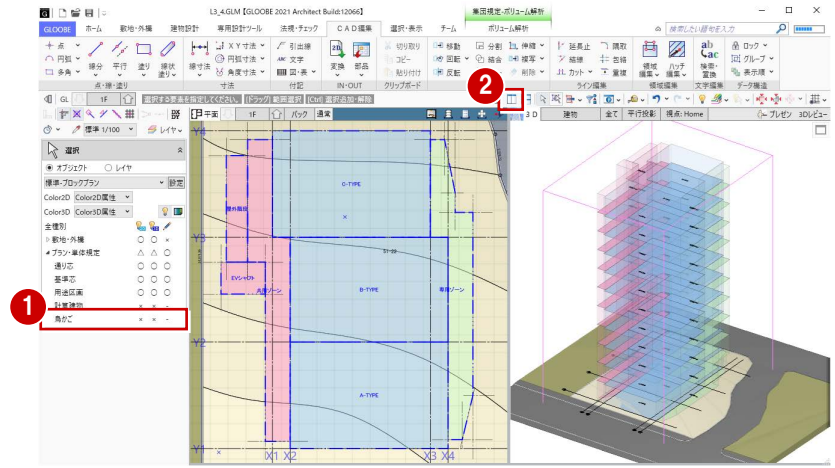 L3_4.GLM【GLOOBE 2021 Architect Build:12066】
集団規定-ボリューム解析
GLOOBE ホーム 敷地・外構 建物設計 専用設計ツール 法規・チェック CAD編集 選択・表示 チーム ボリューム解析
検索したい語句を入力
点 線分 平行 塗り 線状塗り 線寸法 XY寸法 引出線 変換 部品 切り取り 移動 分割 伸縮 延長止 間取 領域編集 ハッチ編集 検索・置換 ロック
円弧 円弧寸法 文字 コピー 回転 結合 複写 結線 包絡 グループ
多角 角度寸法 図・表 貼り付け 反転 削除 カット 重複 表示順
点・線・塗り 寸法 付記 IN・OUT クリップボード ライン編集 領域編集 文字編集 データ構造
GL 1F 選択する要素を指定してください。 [ドラッグ] 範囲選択 [Ctrl] 選択追加・解除
2
平面 1F バック 通常
3D 建物 全て 平行投影 視点: Home プレゼン 3Dレビュー
標準 1/100 レイヤ
選択
オブジェクト レイヤ
標準-ブロックプラン 設定
Color2D Color2D属性
Color3D Color3D属性
全種別
敷地・外構 ○ ○ ×
プラン・単体規定 △ △ ○
通り芯 ○ ○ ○
基準芯 ○ ○ ○
用途区画 ○ ○ ○
計算建物 × × -
1
鳥かご × × -
Y4
C-TYPE
屋外階段
Y3
EVシャフト
共用ゾーン
B-TYPE
専有ゾーン
Y2
A-TYPE
Y1
X1 X2 X3 X4